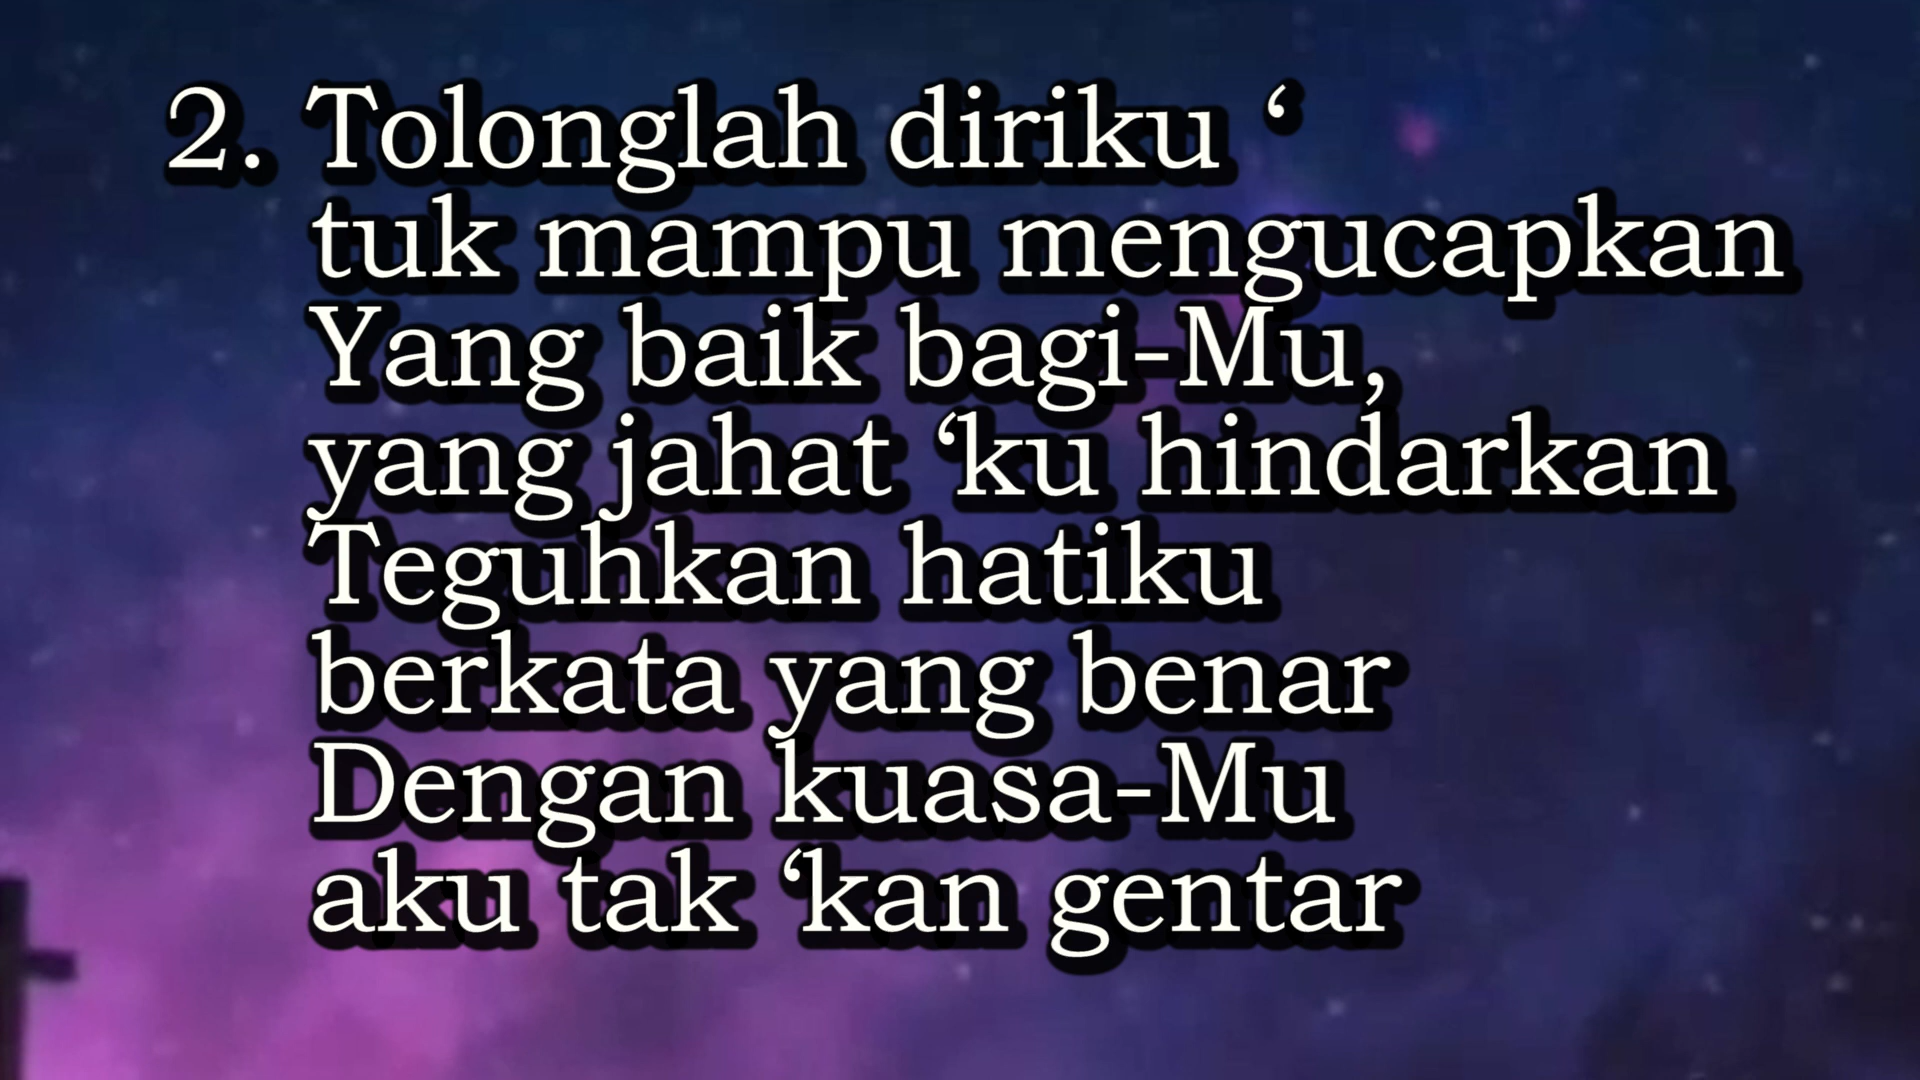 2. Tolonglah diriku ‘
tuk mampu mengucapkan
Yang baik bagi-Mu,
yang jahat ‘ku hindarkan
Teguhkan hatiku
berkata yang benar
Dengan kuasa-Mu
aku tak ‘kan gentar